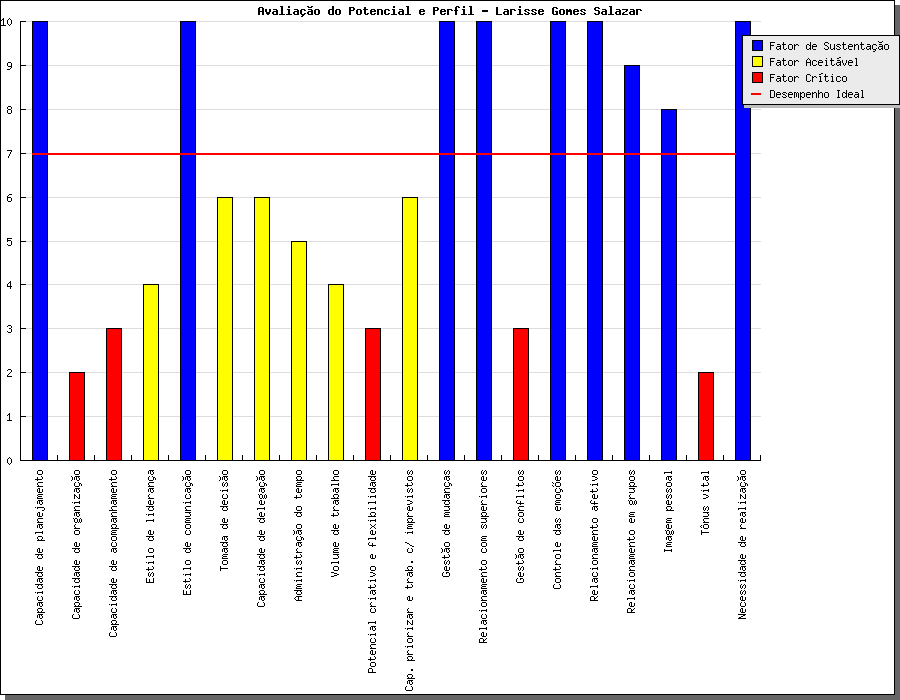 Avaliação do Potencial e Perfil - Larisse Gomes Salazar
10
9
8
7
6
5
4
3
2
1
0
Fator de Sustentação
Fator Aceitável
Fator Crítico
Desempenho Ideal
Capacidade de planejamento
Capacidade de organização
Capacidade de acompanhamento
Estilo de liderança
Estilo de comunicação
Tomada de decisão
Capacidade de delegação
Administração do tempo
Volume de trabalho
Potencial criativo e flexibilidade
Cap. priorizar e trab. c/ imprevistos
Gestão de mudanças
Relacionamento com superiores
Gestão de conflitos
Controle das emoções
Relacionamento afetivo
Relacionamento em grupos
Imagem pessoal
Tônus vital
Necessidade de realização